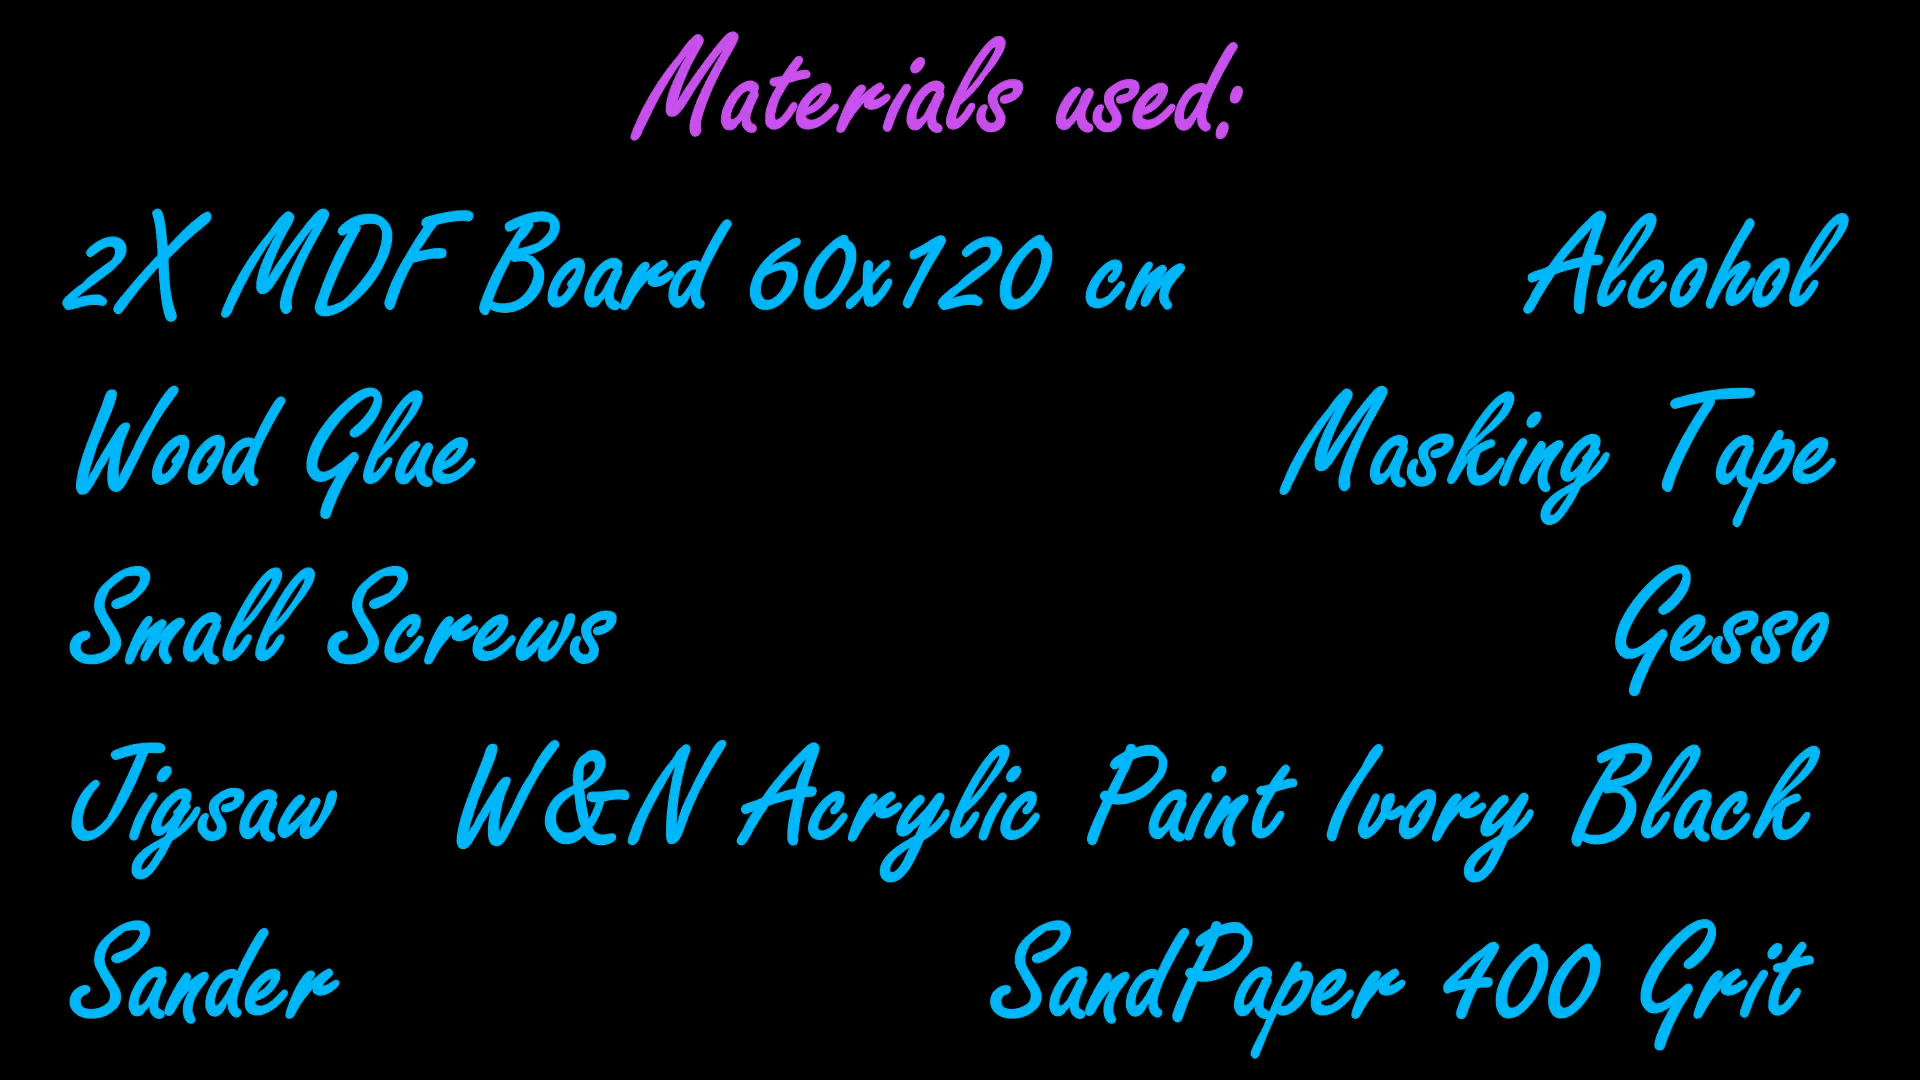 Materials used:
2X MDF Board 60x120 cm
Alcohol
Wood Glue
Masking Tape
Small Screws
Gesso
Jigsaw
W&N Acrylic Paint Ivory Black
Sander
SandPaper 400 Grit